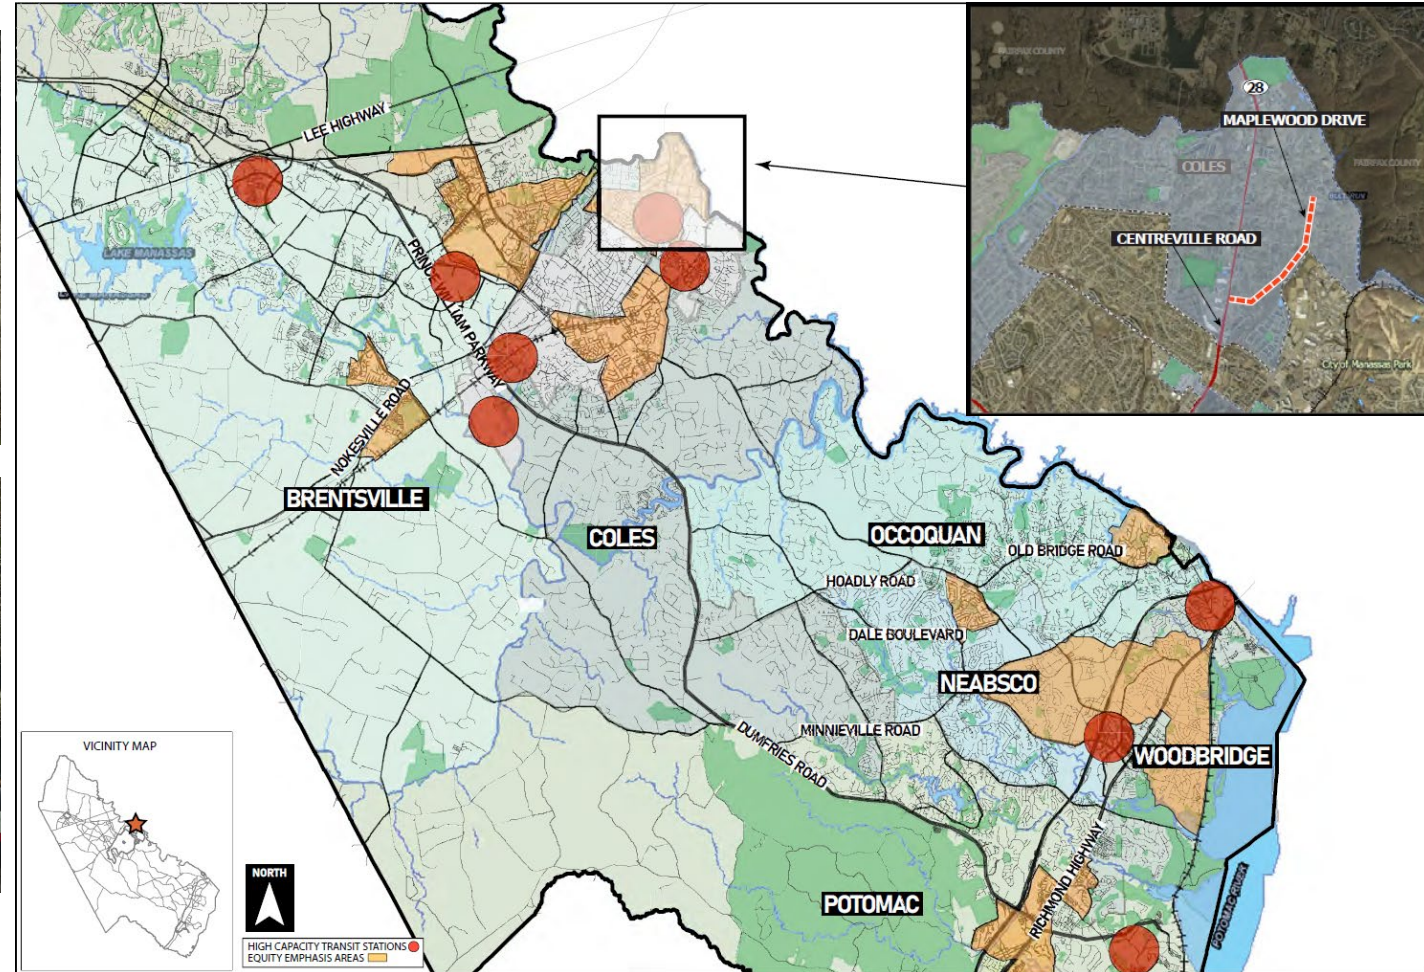 FAIRFAX COUNTY
28
MAPLEWOOD DRIVE
COLES
FAIRFAX COUNTY
CENTREVILLE ROAD
City of Manassas Park
LEE HIGHWAY
LAKE MANASSAS
PRINCE WILLIAM PARKWAY
NOKESVILLE ROAD
BRENTSVILLE
COLES
OCCOQUAN
OLD BRIDGE ROAD
HOADLY ROAD
DALE BOULEVARD
NEABSCO
MINNIEVILLE ROAD
DUMFRIES ROAD
WOODBRIDGE
RICHMOND HIGHWAY
POTOMAC
POTOMAC RIVER
VICINITY MAP
NORTH
HIGH CAPACITY TRANSIT STATIONS
EQUITY EMPHASIS AREAS